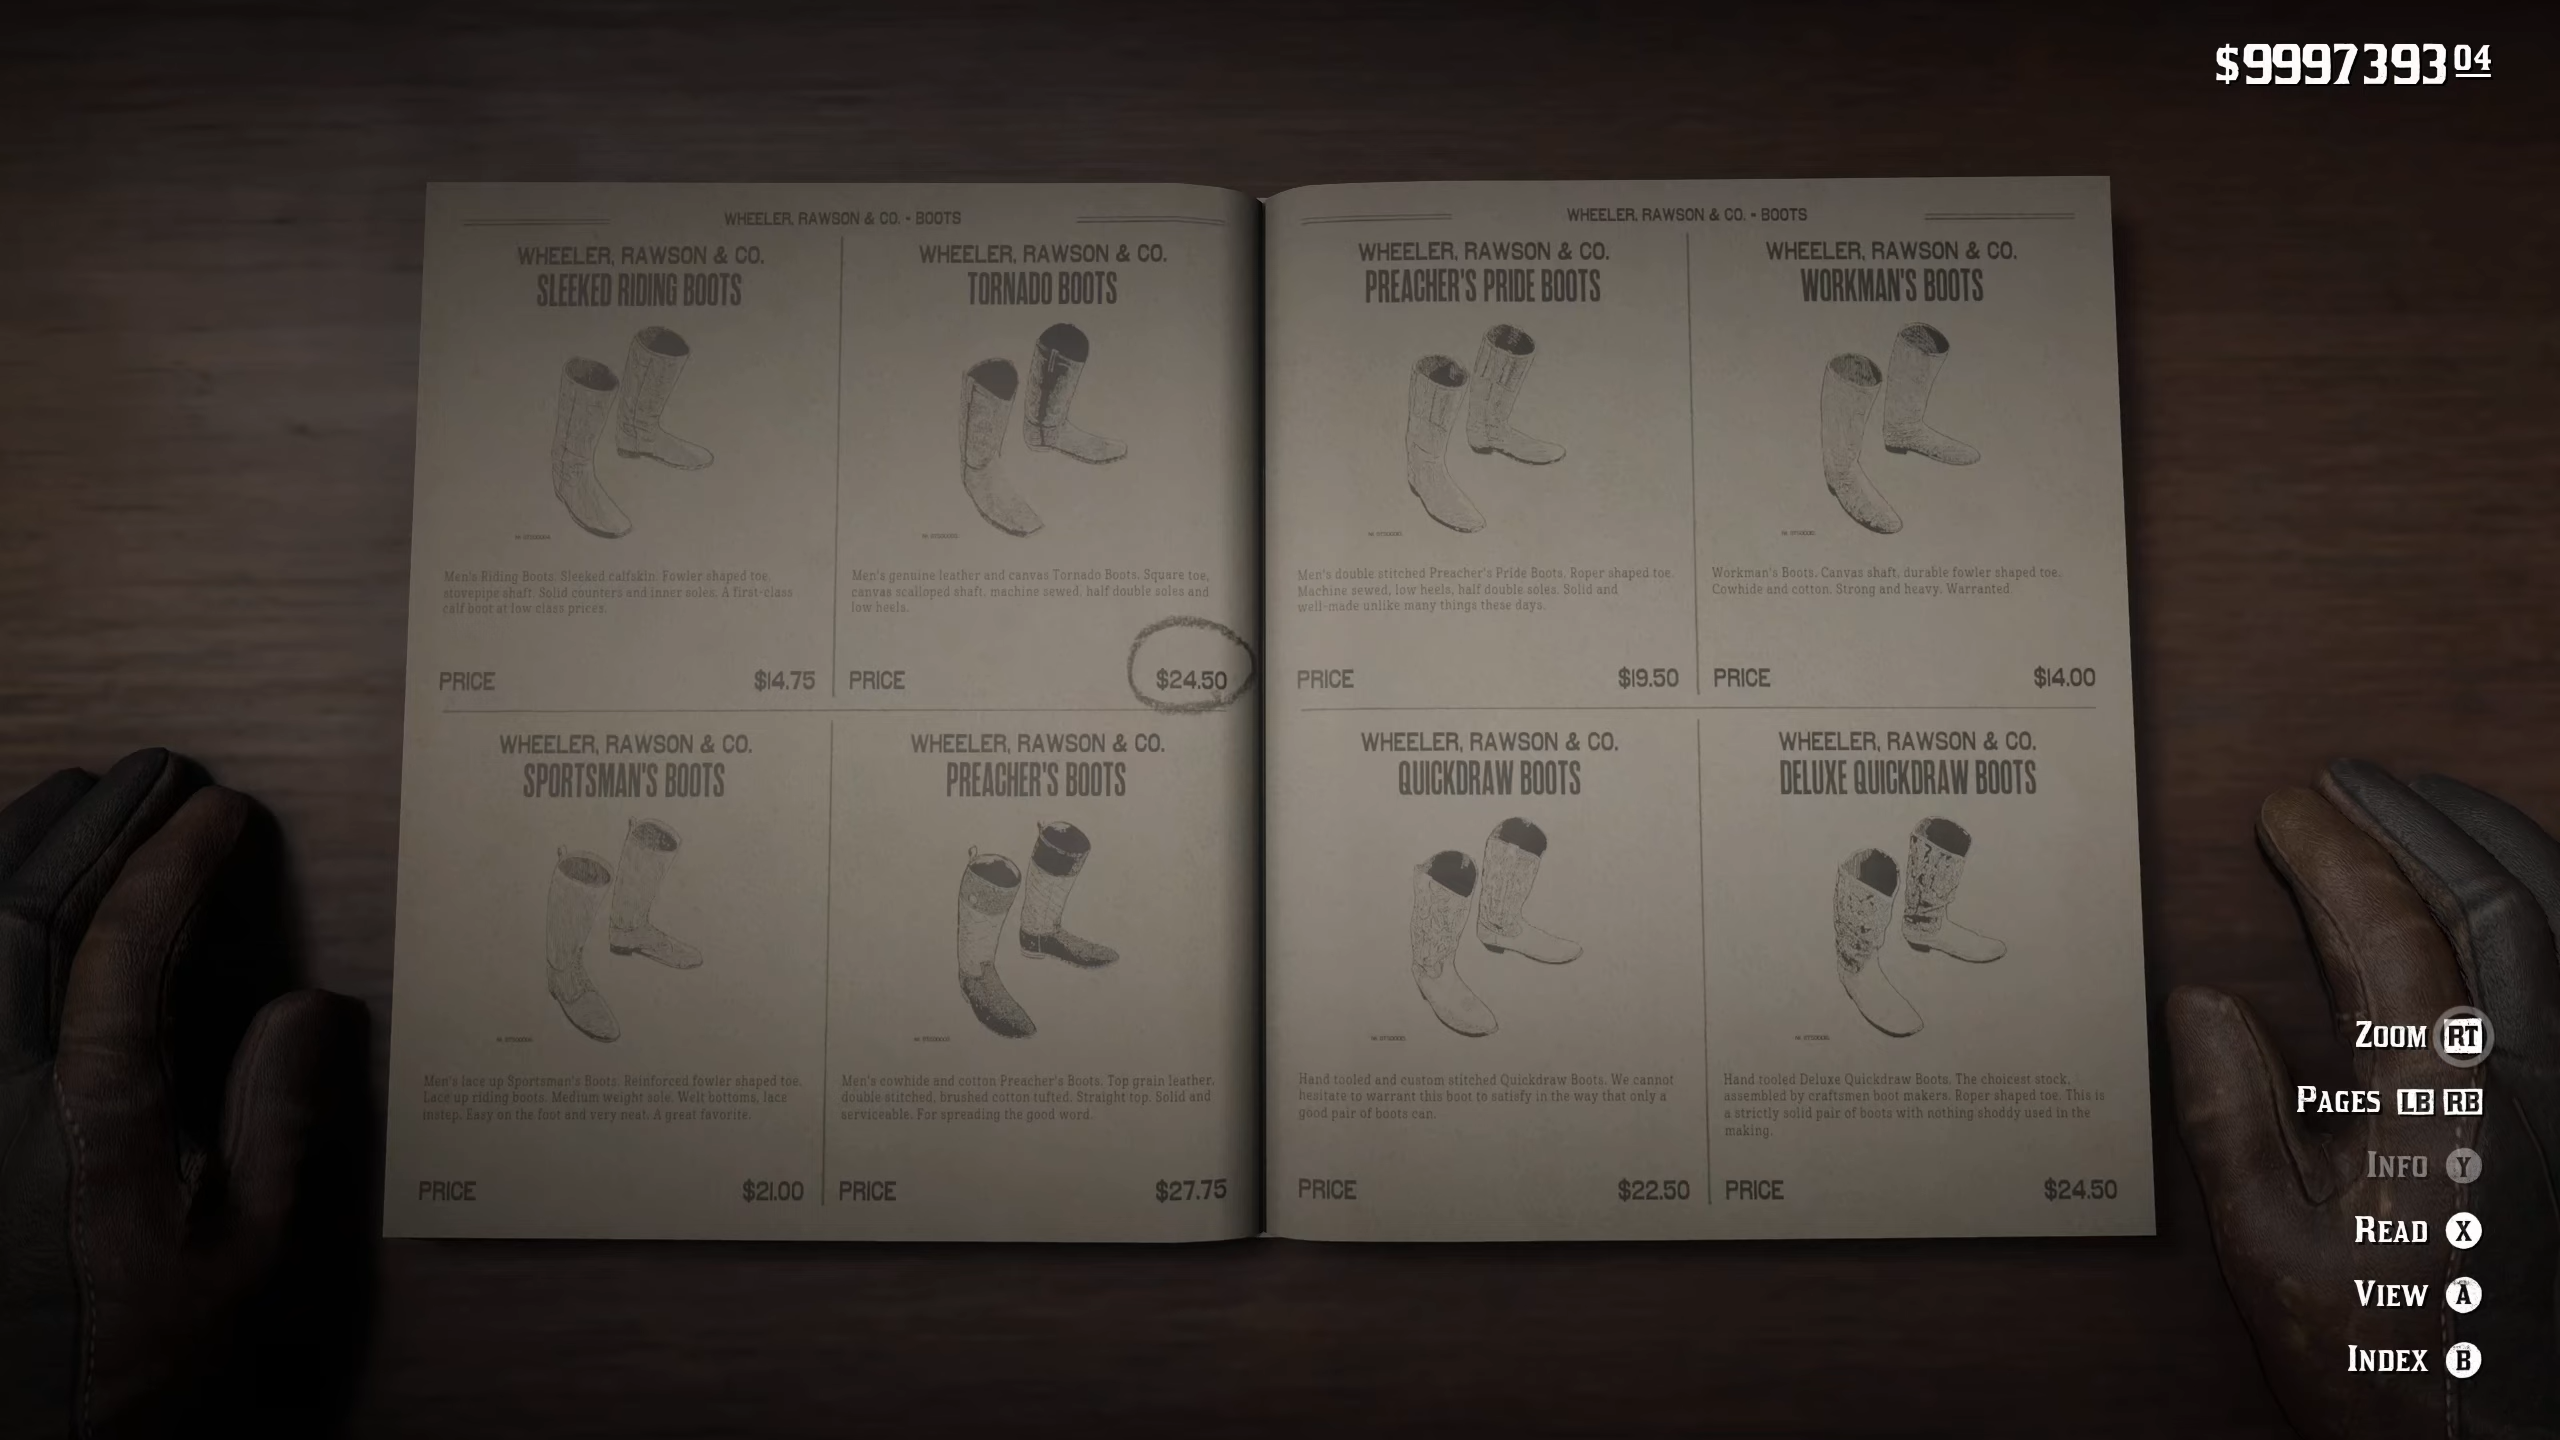 $9997393 04
WHEELER, RAWSON & CO. - BOOTS
WHEELER, RAWSON & CO.
SLEEKED RIDING BOOTS
Men's Riding Boots. Sleeked calfskin. Fowler shaped toe,
stovepipe shaft. Solid counters and inner soles. A first-class
calf boot at low class prices.
PRICE $14.75
WHEELER, RAWSON & CO.
TORNADO BOOTS
Men's genuine leather and canvas Tornado Boots. Square toe,
canvas scalloped shaft, machine sewed, half double soles and
low heels.
PRICE $24.50
WHEELER, RAWSON & CO.
SPORTSMAN'S BOOTS
Men's lace up Sportsman's Boots. Reinforced fowler shaped toe.
Lace up riding boots. Medium weight sole. Welt bottoms, lace
instep. Easy on the foot and very neat. A great favorite.
PRICE $21.00
WHEELER, RAWSON & CO.
PREACHER'S BOOTS
Men's cowhide and cotton Preacher's Boots. Top grain leather,
double stitched, brushed cotton tufted. Straight top. Solid and
serviceable. For spreading the good word.
PRICE $27.75
WHEELER, RAWSON & CO. - BOOTS
WHEELER, RAWSON & CO.
PREACHER'S PRIDE BOOTS
Men's double stitched Preacher's Pride Boots. Roper shaped toe.
Machine sewed, low heels, half double soles. Solid and
well-made unlike many things these days.
PRICE $19.50
WHEELER, RAWSON & CO.
WORKMAN'S BOOTS
Workman's Boots. Canvas shaft, durable fowler shaped toe.
Cowhide and cotton. Strong and heavy. Warranted.
PRICE $14.00
WHEELER, RAWSON & CO.
QUICKDRAW BOOTS
Hand tooled and custom stitched Quickdraw Boots. We cannot
hesitate to warrant this boot to satisfy in the way that only a
good pair of boots can.
PRICE $22.50
WHEELER, RAWSON & CO.
DELUXE QUICKDRAW BOOTS
Hand tooled Deluxe Quickdraw Boots. The choicest stock,
assembled by craftsmen boot makers. Roper shaped toe. This is
a strictly solid pair of boots with nothing shoddy used in the
making.
PRICE $24.50
ZOOM RT
PAGES LB RB
INFO Y
READ X
VIEW A
INDEX B